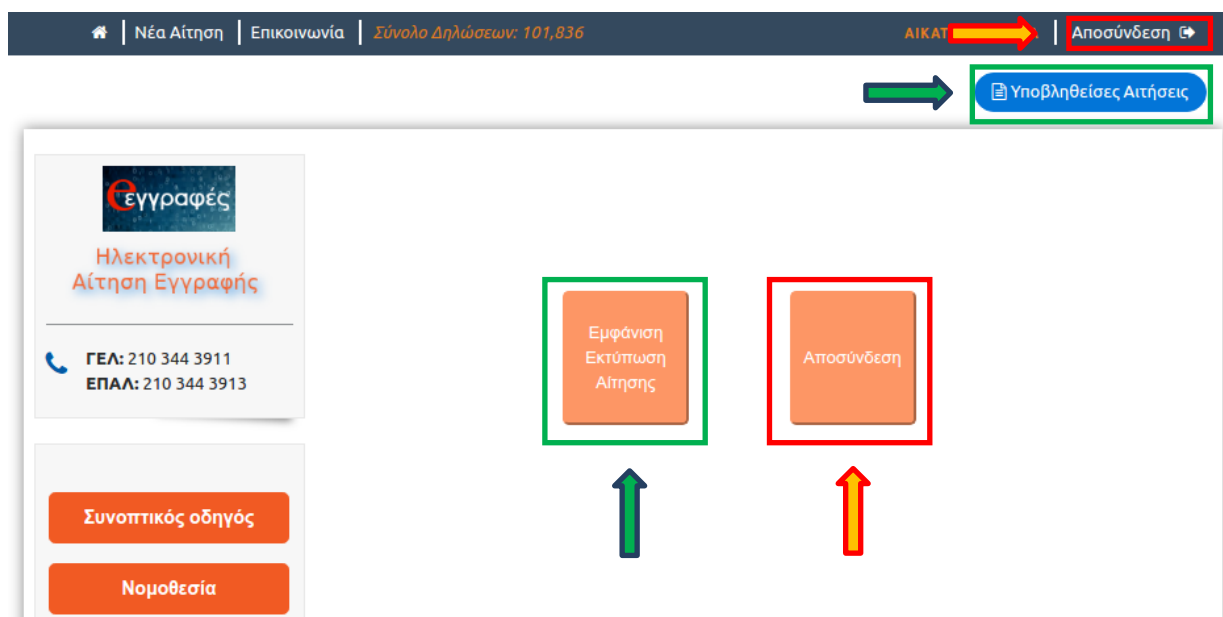 Νέα Αίτηση Επικοινωνία Σύνολο Δηλώσεων: 101,836 Αποσύνδεση
Υποβληθείσες Αιτήσεις
eεγγραφές
Ηλεκτρονική
Αίτηση Εγγραφής
ΓΕΛ: 210 344 3911
ΕΠΑΛ: 210 344 3913
Εμφάνιση
Εκτύπωση
Αίτησης
Αποσύνδεση
Συνοπτικός οδηγός
Νομοθεσία